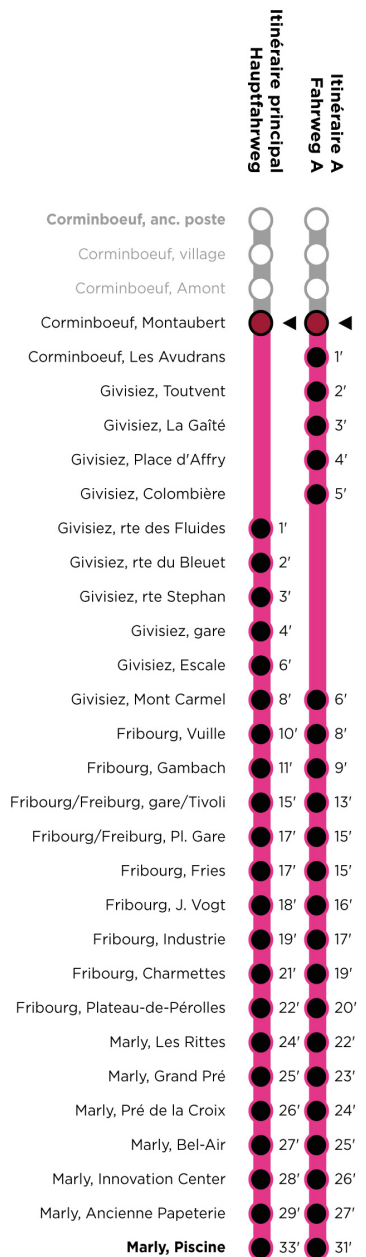 Itinéraire principal
Hauptfahrweg
Itinéraire A
Fahrweg A
Corminboeuf, anc. poste
Corminboeuf, village
Corminboeuf, Amont
Corminboeuf, Montaubert
Corminboeuf, Les Avudrans 1'
Givisiez, Toutvent 2'
Givisiez, La Gaîté 3'
Givisiez, Place d'Affry 4'
Givisiez, Colombière 5'
Givisiez, rte des Fluides 1'
Givisiez, rte du Bleuet 2'
Givisiez, rte Stephan 3'
Givisiez, gare 4'
Givisiez, Escale 6'
Givisiez, Mont Carmel 8' 6'
Fribourg, Vuille 10' 8'
Fribourg, Gambach 11' 9'
Fribourg/Freiburg, gare/Tivoli 15' 13'
Fribourg/Freiburg, Pl. Gare 17' 15'
Fribourg, Fries 17' 15'
Fribourg, J. Vogt 18' 16'
Fribourg, Industrie 19' 17'
Fribourg, Charmettes 21' 19'
Fribourg, Plateau-de-Pérolles 22' 20'
Marly, Les Rittes 24' 22'
Marly, Grand Pré 25' 23'
Marly, Pré de la Croix 26' 24'
Marly, Bel-Air 27' 25'
Marly, Innovation Center 28' 26'
Marly, Ancienne Papeterie 29' 27'
Marly, Piscine 33' 31'